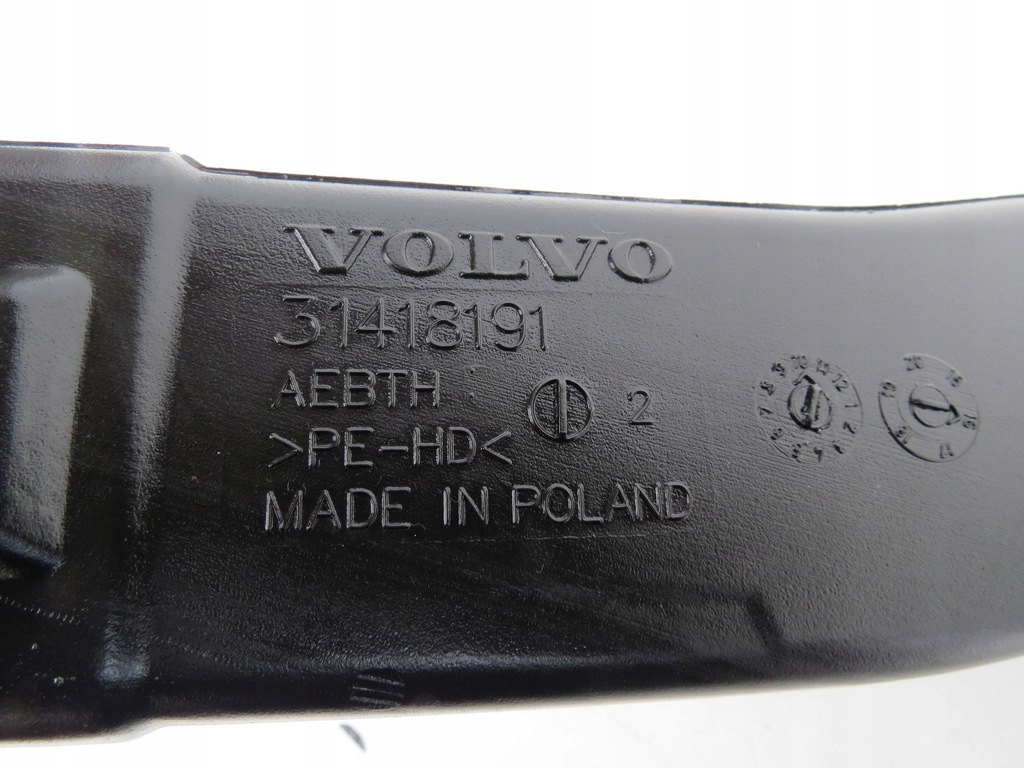 VOLVO
31418191
AEBTH
2
>PE-HD<
MADE IN POLAND